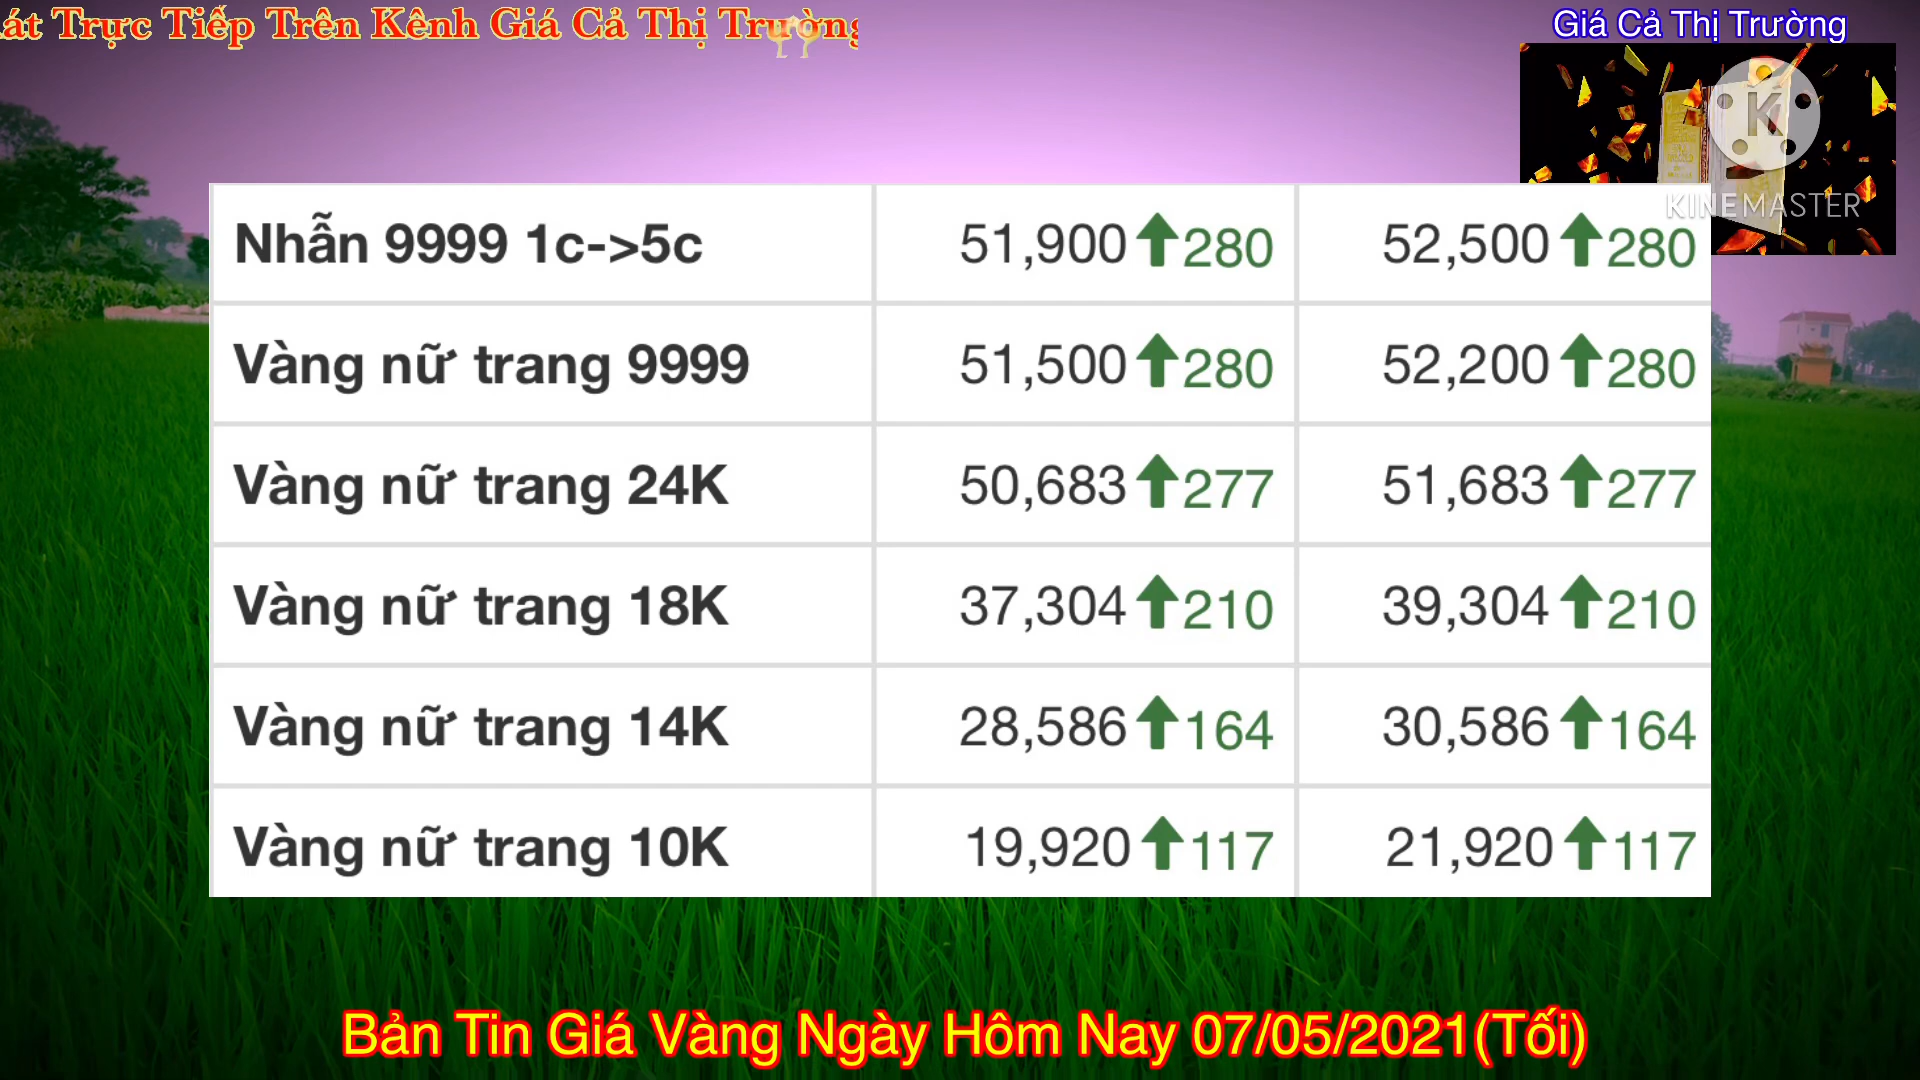 Trực Tiếp Trên Kênh Giá Cả Thị Trường
Giá Cả Thị Trường
KINEMASTER
Nhẫn 9999 1c->5c 51,900 280 52,500 280
Vàng nữ trang 9999 51,500 280 52,200 280
Vàng nữ trang 24K 50,683 277 51,683 277
Vàng nữ trang 18K 37,304 210 39,304 210
Vàng nữ trang 14K 28,586 164 30,586 164
Vàng nữ trang 10K 19,920 117 21,920 117
Bản Tin Giá Vàng Ngày Hôm Nay 07/05/2021(Tối)